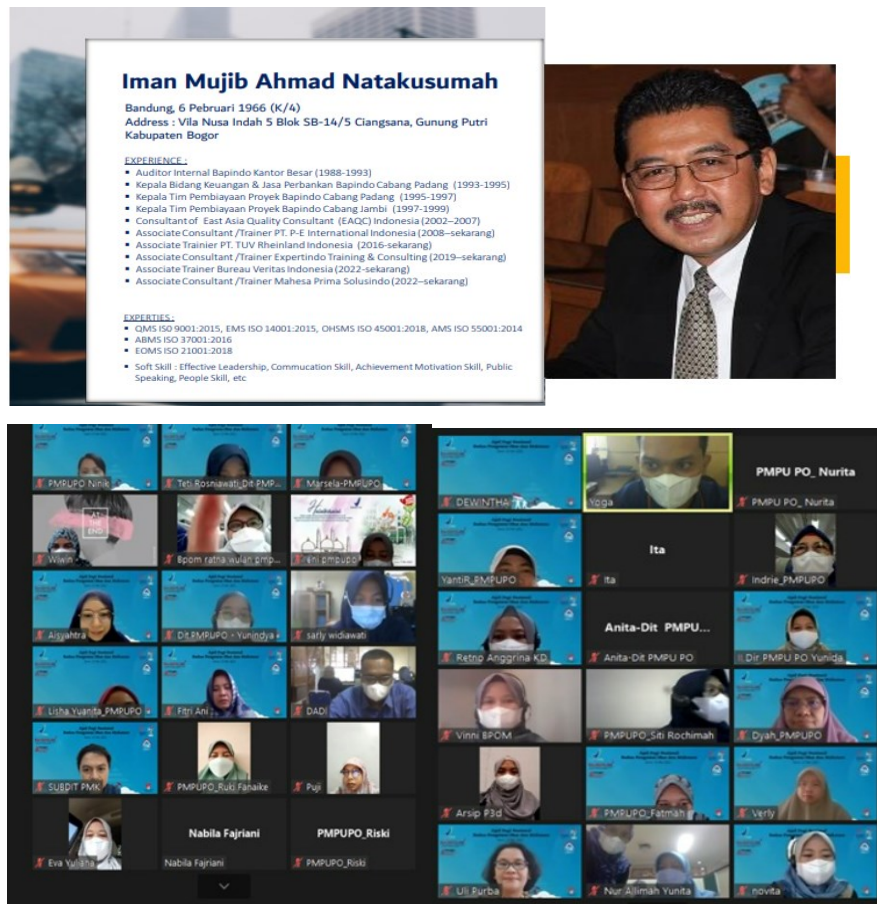 Iman Mujib Ahmad Natakusumah
Bandung, 6 Pebruari 1966 (K/4)
Address : Vila Nusa Indah 5 Blok SB-14/5 Ciangsana, Gunung Putri
Kabupaten Bogor
EXPERIENCE :
▪ Auditor Internal Bapindo Kantor Besar (1988-1993)
▪ Kepala Bidang Keuangan & Jasa Perbankan Bapindo Cabang Padang (1993-1995)
▪ Kepala Tim Pembiayaan Proyek Bapindo Cabang Padang (1995-1997)
▪ Kepala Tim Pembiayaan Proyek Bapindo Cabang Jambi (1997-1999)
▪ Consultant of East Asia Quality Consultant (EAQC) Indonesia (2002–2007)
▪ Associate Consultant /Trainer PT. P-E International Indonesia (2008–sekarang)
▪ Associate Trainier PT. TUV Rheinland Indonesia (2016-sekarang)
▪ Associate Consultant /Trainer Expertindo Training & Consulting (2019–sekarang)
▪ Associate Trainer Bureau Veritas Indonesia (2022-sekarang)
▪ Associate Consultant /Trainer Mahesa Prima Solusindo (2022–sekarang)
EXPERTIES :
▪ QMS IS0 9001:2015, EMS ISO 14001:2015, OHSMS ISO 45001:2018, AMS ISO 55001:2014
▪ ABMS ISO 37001:2016
▪ EOMS ISO 21001:2018
▪ Soft Skill : Effective Leadership, Commucation Skill, Achievement Motivation Skill, Public
Speaking, People Skill, etc
PMPUPO Ninik
Teti Rosniawati_Dit PMP...
Marsela-PMPUPO
AT
THE
END
Wiwin
Bpom ratna wulan pmp...
eni pmpupo
Aisyahtra
Dit PMPUPO - Yunindya
sarly widiawati
Lisha Yuanita_PMPUPO
Fitri Ani
DADI
SUBDIT PMK
PMPUPO_Ruki Fanaike
Puji
Eva Yuliana
Nabila Fajriani
Nabila Fajriani
PMPUPO_Riski
PMPUPO_Riski
DEWINTHA
Yoga
PMPU PO_ Nurita
PMPU PO_ Nurita
YantiR_PMPUPO
Ita
Ita
Indrie_PMPUPO
Retno Anggrina KD
Anita-Dit PMPU...
Anita-Dit PMPU PO
Dir PMPU PO Yunida
Vinni BPOM
PMPUPO_Siti Rochimah
Dyah_PMPUPO
Arsip P3d
PMPUPO_Fatmah
Verly
Uli Purba
Nur Allimah Yunita
novita